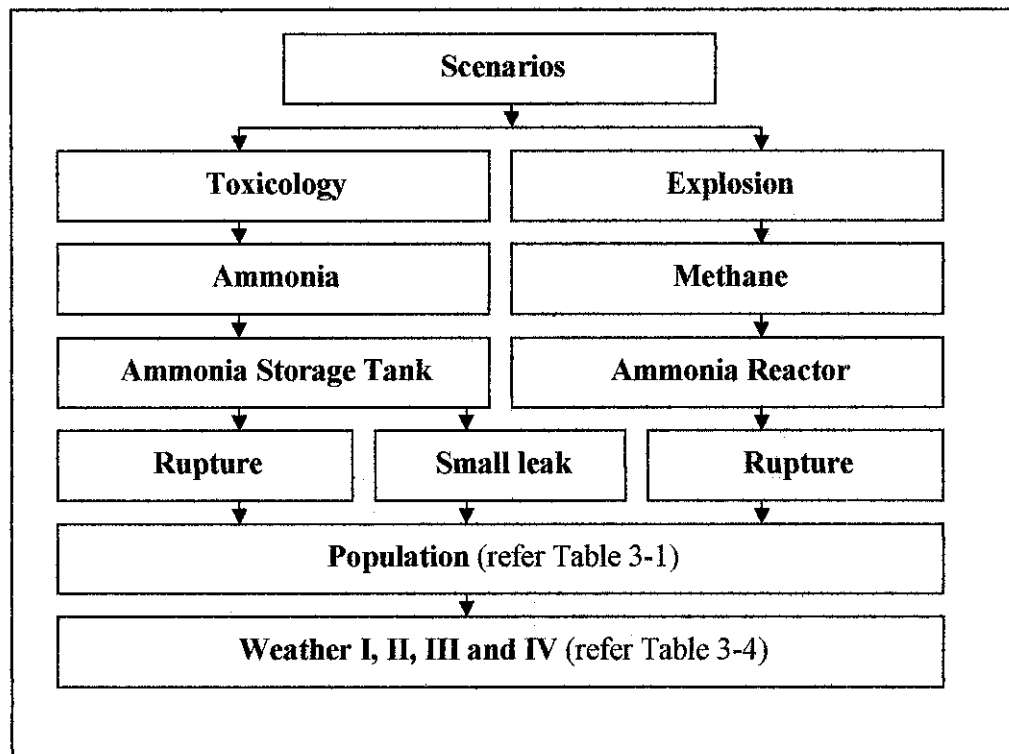 Scenarios
Toxicology
Explosion
Ammonia
Methane
Ammonia Storage Tank
Ammonia Reactor
Rupture
Small leak
Rupture
Population (refer Table 3-1)
Weather I, II, III and IV (refer Table 3-4)